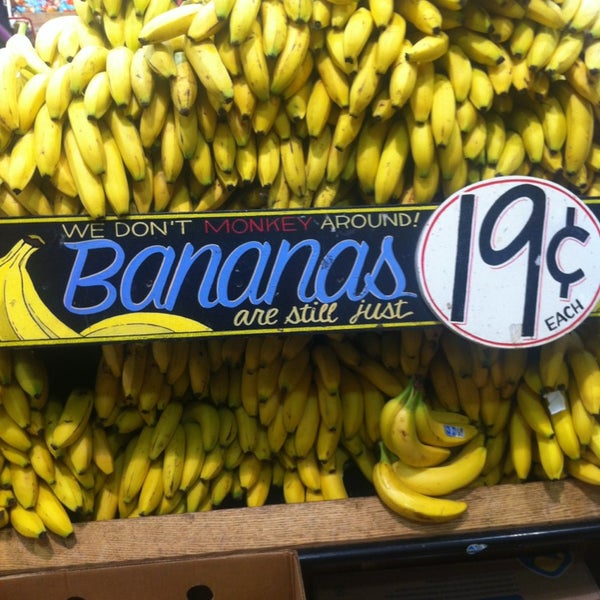 WE DON'T MONKEY AROUND!
Bananas
are still just
19¢
EACH